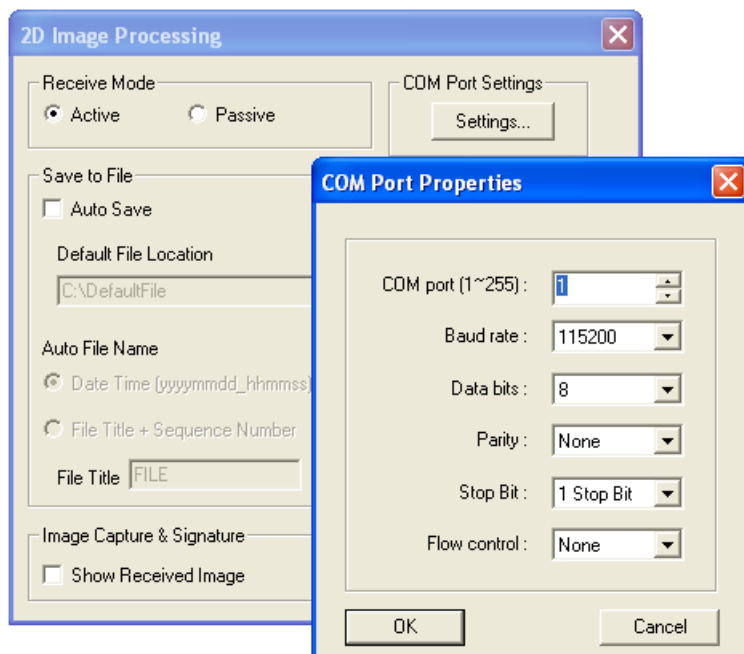 2D Image Processing
Receive Mode
Active
Passive
COM Port Settings
Settings...
Save to File
Auto Save
Default File Location
C:\DefaultFile
Auto File Name
Date Time (yyyymmdd_hhmmss)
File Title + Sequence Number
File Title FILE
Image Capture & Signature
Show Received Image
COM Port Properties
COM port (1~255) : 1
Baud rate : 115200
Data bits : 8
Parity : None
Stop Bit : 1 Stop Bit
Flow control : None
OK
Cancel